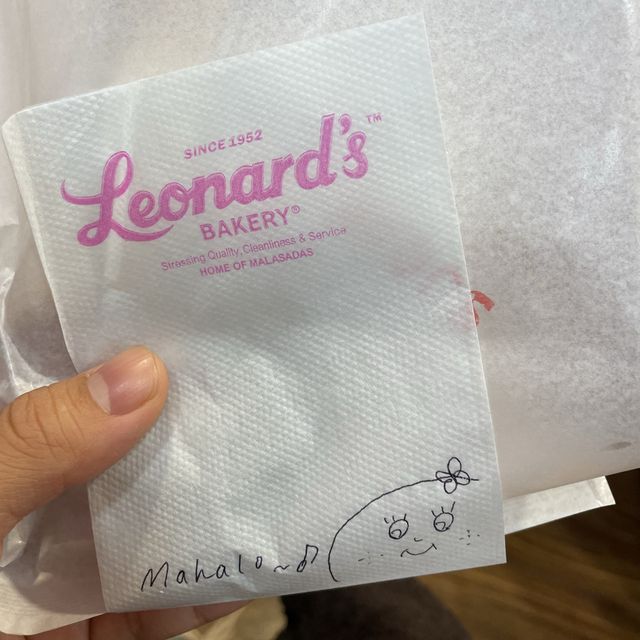 SINCE 1952
Leonard's™
BAKERY®
Stressing Quality, Cleanliness & Service
HOME OF MALASADAS
Mahalo~♪